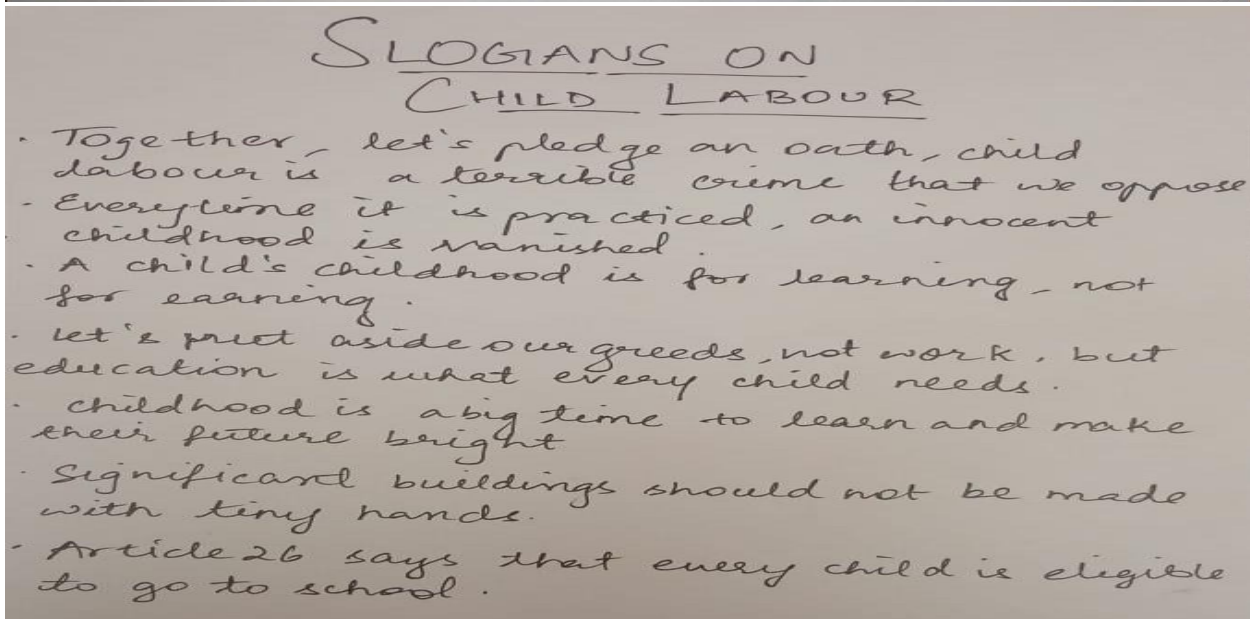 SLOGANS ON
CHILD LABOUR
· Together, let's pledge an oath, child
labour is a terrible crime that we oppose
- Everytime it is practiced, an innocent
childhood is vanished.
· A child's childhood is for learning, not
for earning.
· Let's put aside our greeds, not work, but
education is what every child needs.
· childhood is a big time to learn and make
their future bright
· Significant buildings should not be made
with tiny hands.
· Article 26 says that every child is eligible
to go to school.